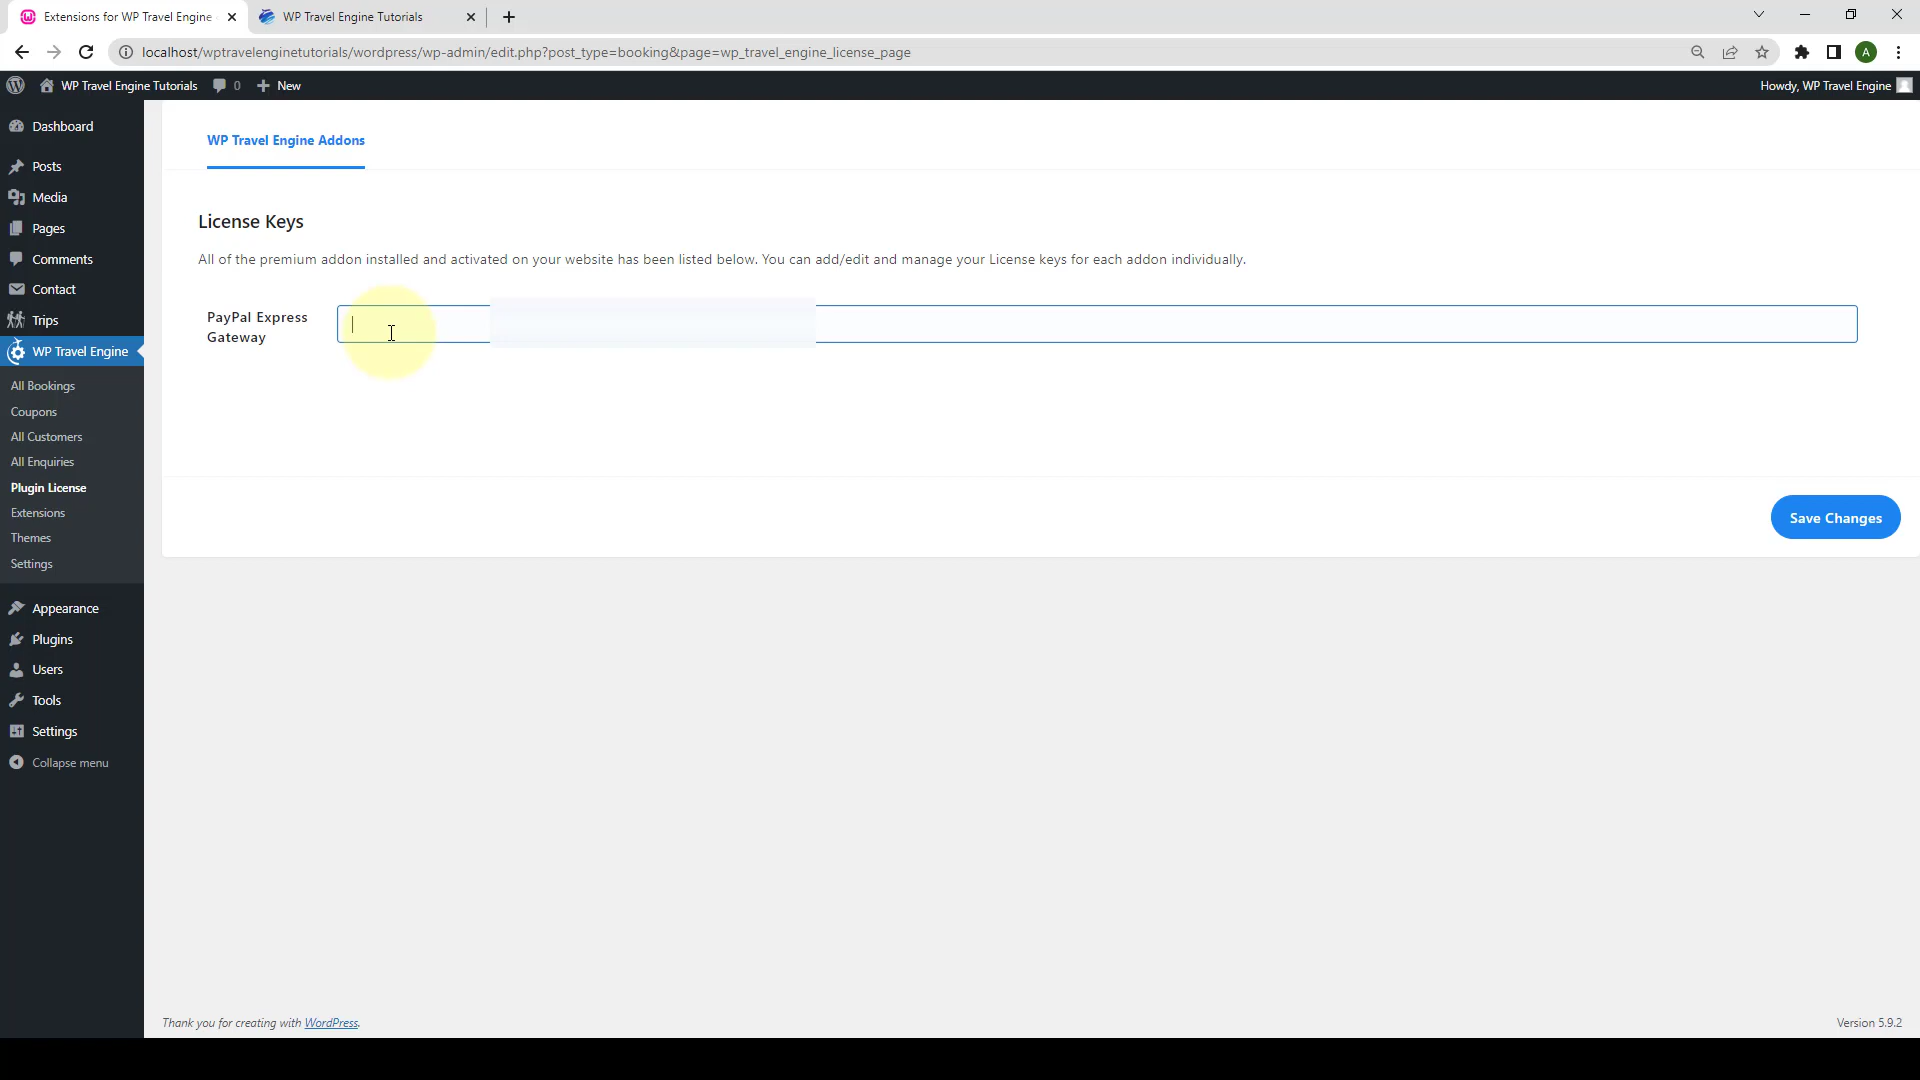 Extensions for WP Travel Engine
WP Travel Engine Tutorials
localhost/wptravelenginetutorials/wordpress/wp-admin/edit.php?post_type=booking&page=wp_travel_engine_license_page
A
WP Travel Engine Tutorials
0
New
Howdy, WP Travel Engine
Dashboard
Posts
Media
Pages
Comments
Contact
Trips
WP Travel Engine
All Bookings
Coupons
All Customers
All Enquiries
Plugin License
Extensions
Themes
Settings
Appearance
Plugins
Users
Tools
Settings
Collapse menu
WP Travel Engine Addons
License Keys
All of the premium addon installed and activated on your website has been listed below. You can add/edit and manage your License keys for each addon individually.
PayPal Express
Gateway
Save Changes
Thank you for creating with WordPress.
Version 5.9.2